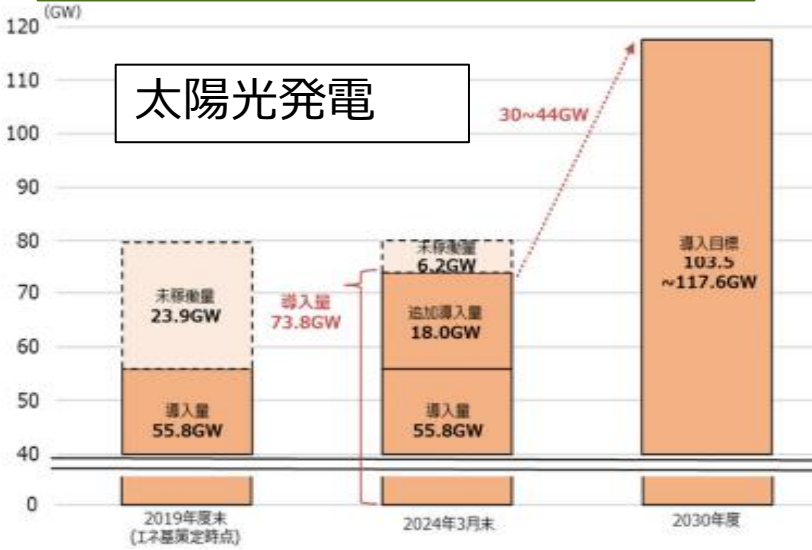 (GW)
太陽光発電
120
110
100
90
80
70
60
50
40
0
未稼働量
23.9GW
導入量
55.8GW
導入量
73.8GW
未稼働量
6.2GW
追加導入量
18.0GW
導入量
55.8GW
30~44GW
導入目標
103.5
~117.6GW
2019年度末
(エネ基策定時点)
2024年3月末
2030年度